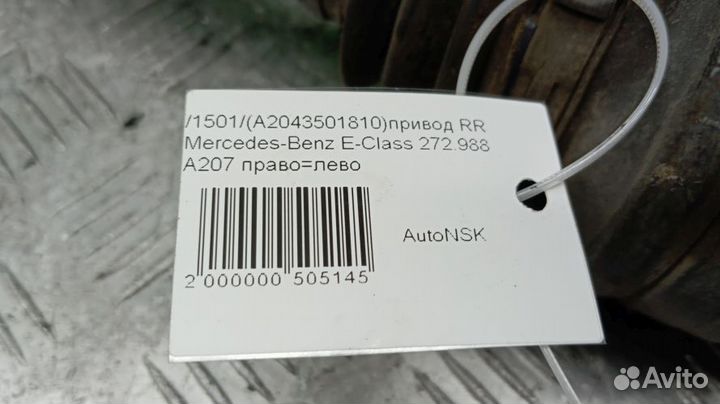 /1501/(A2043501810)привод RR
Mercedes-Benz E-Class 272.988
A207 право=лево
AutoNSK
2 000000 505145
Avito